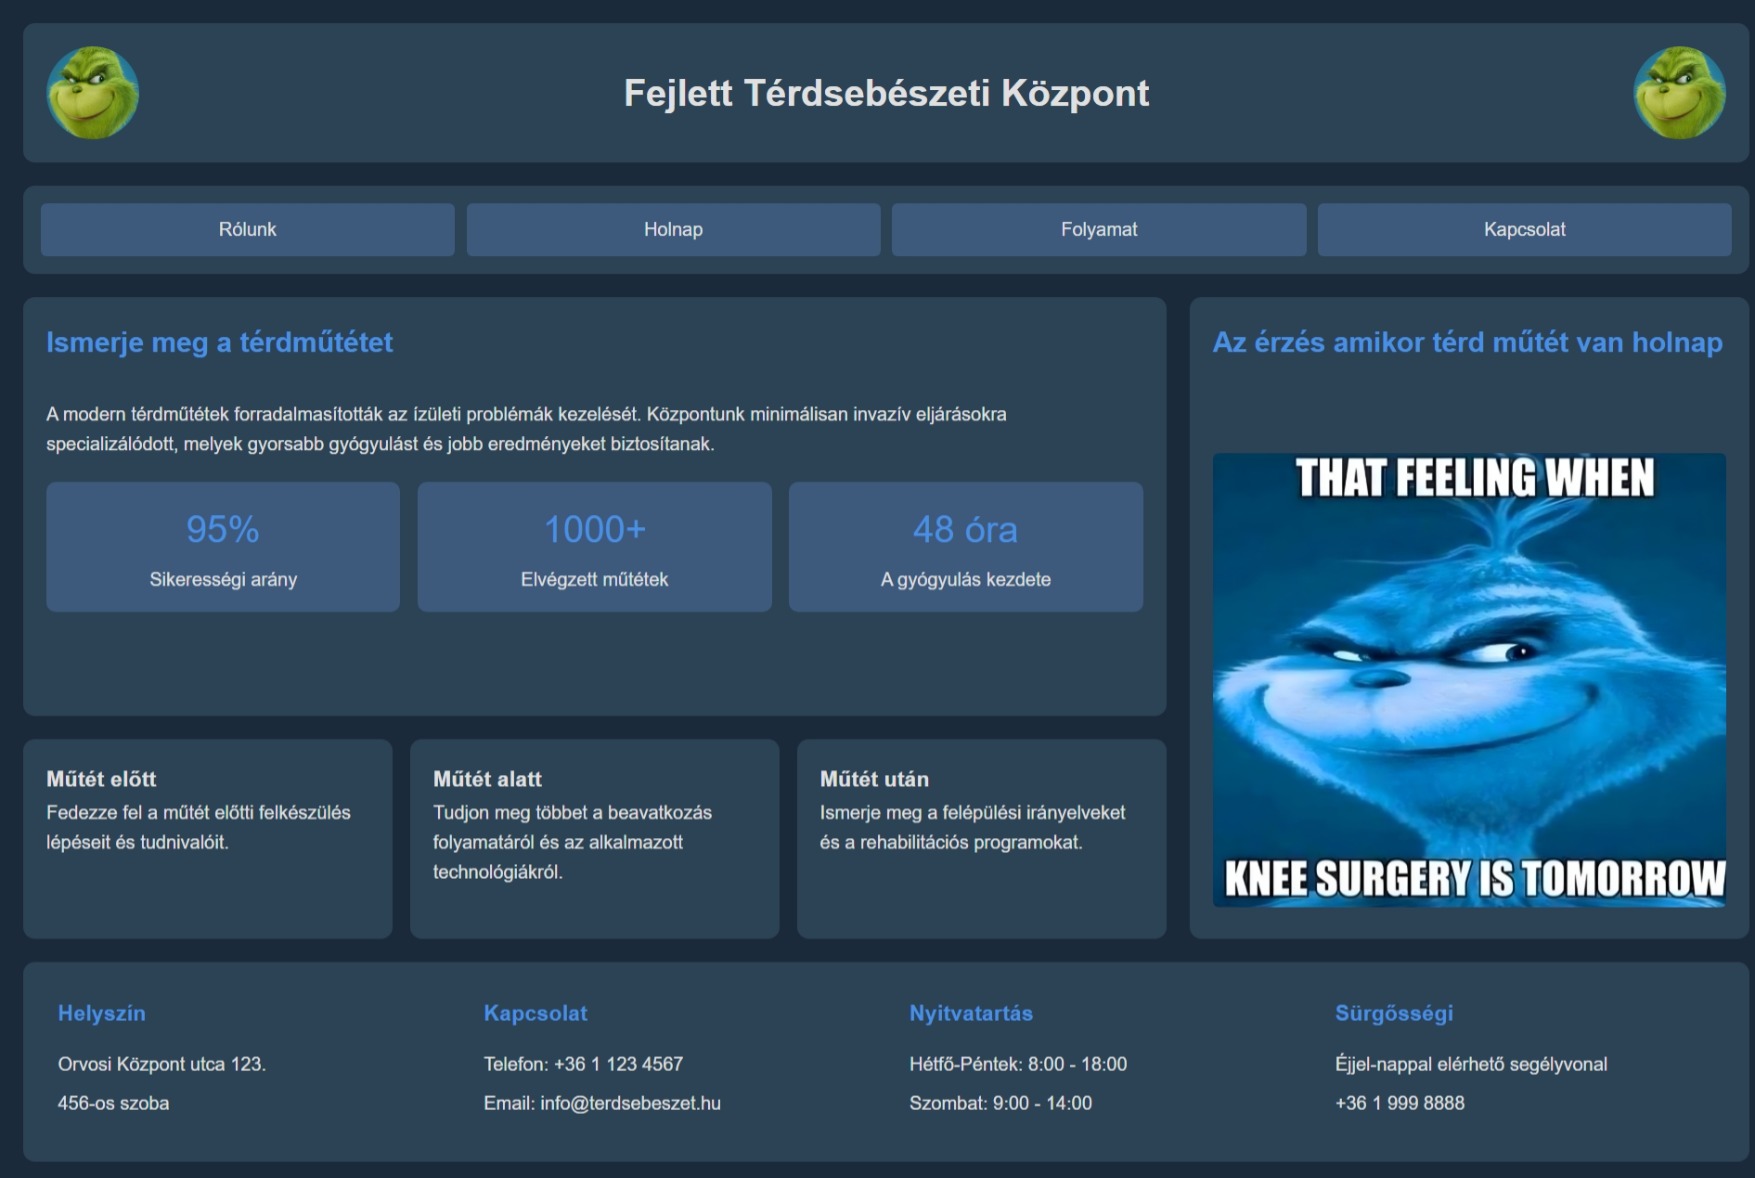 Fejlett Térdsebészeti Központ
Rólunk
Holnap
Folyamat
Kapcsolat
Ismerje meg a térdműtétet
A modern térdműtétek forradalmasították az ízületi problémák kezelését. Központunk minimálisan invazív eljárásokra
specializálódott, melyek gyorsabb gyógyulást és jobb eredményeket biztosítanak.
95%
Sikerességi arány
1000+
Elvégzett műtétek
48 óra
A gyógyulás kezdete
Az érzés amikor térd műtét van holnap
THAT FEELING WHEN
KNEE SURGERY IS TOMORROW
Műtét előtt
Fedezze fel a műtét előtti felkészülés
lépéseit és tudnivalóit.
Műtét alatt
Tudjon meg többet a beavatkozás
folyamatáról és az alkalmazott
technológiákról.
Műtét után
Ismerje meg a felépülési irányelveket
és a rehabilitációs programokat.
Helyszín
Orvosi Központ utca 123.
456-os szoba
Kapcsolat
Telefon: +36 1 123 4567
Email: info@terdsebeszet.hu
Nyitvatartás
Hétfő-Péntek: 8:00 - 18:00
Szombat: 9:00 - 14:00
Sürgősségi
Éjjel-nappal elérhető segélyvonal
+36 1 999 8888